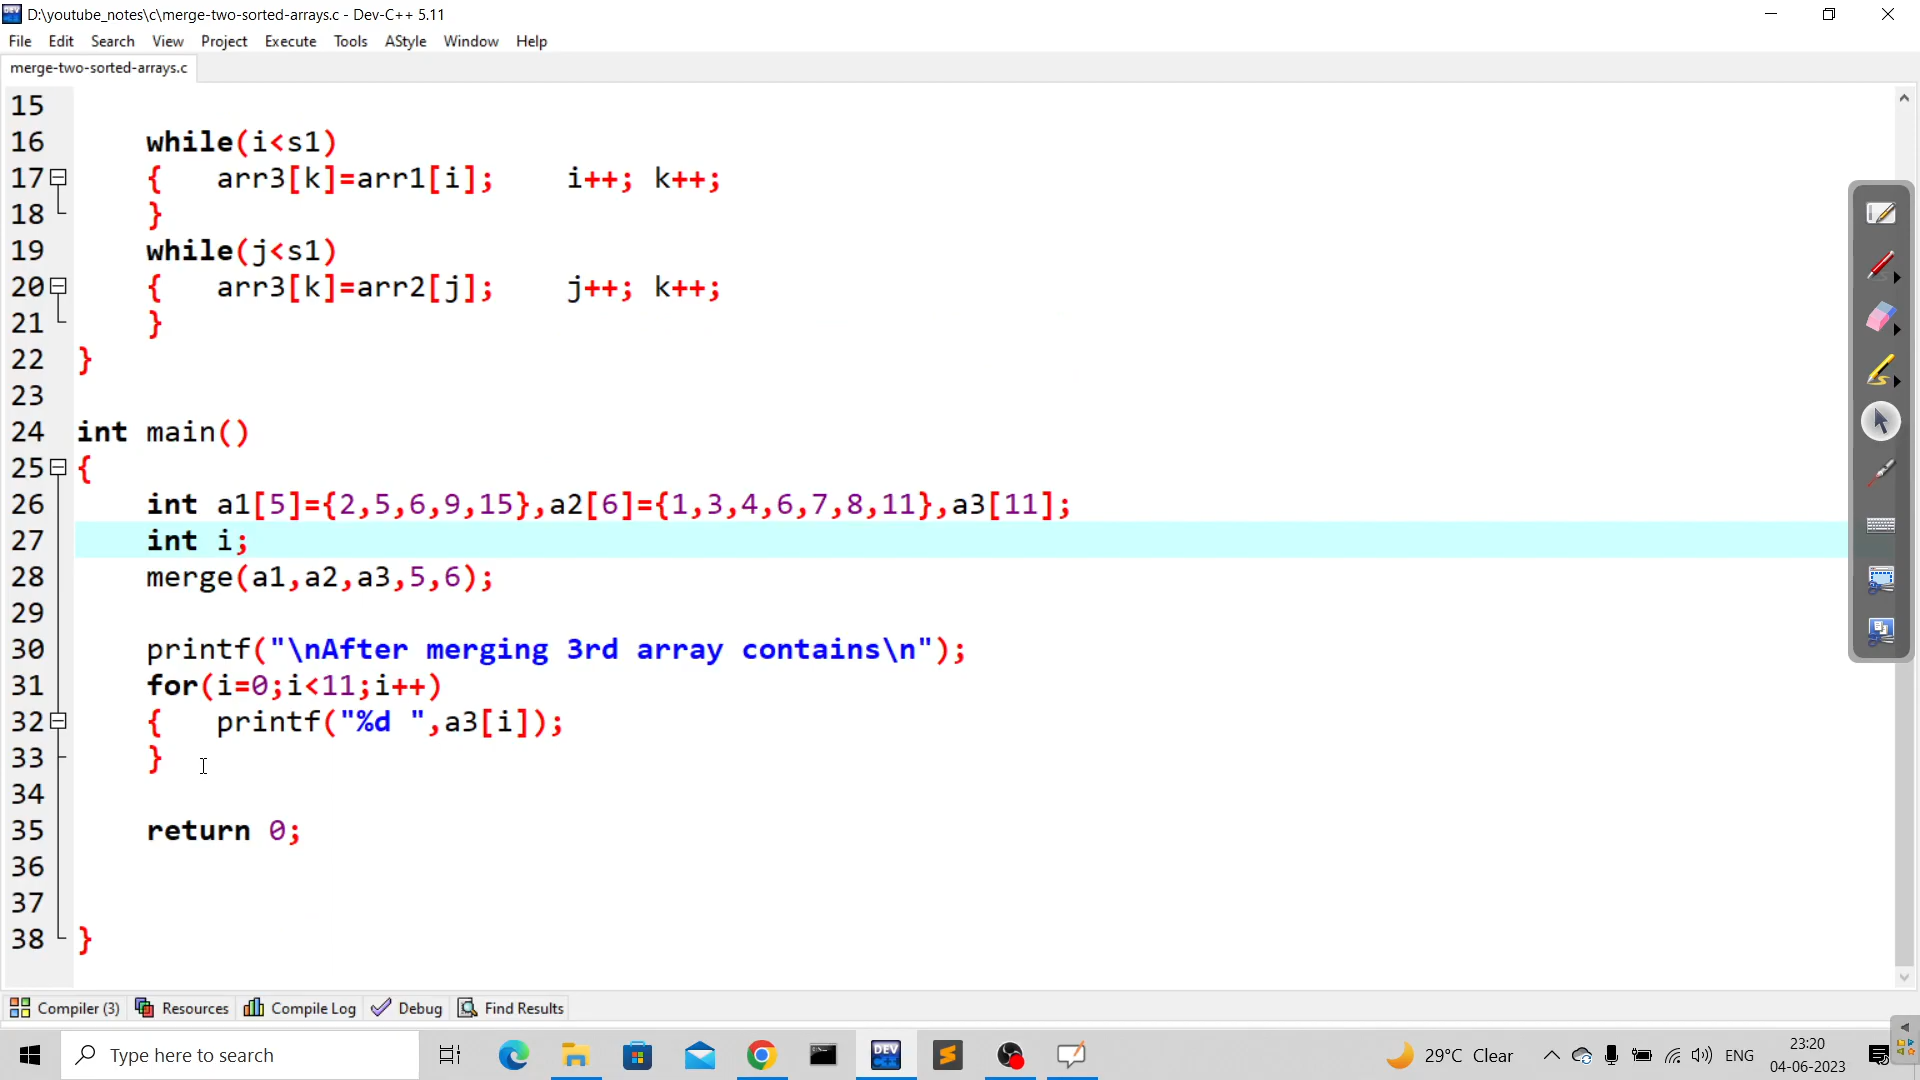 D:\youtube_notes\c\merge-two-sorted-arrays.c - Dev-C++ 5.11
File Edit Search View Project Execute Tools AStyle Window Help
merge-two-sorted-arrays.c
15
16 while(i<s1)
17 { arr3[k]=arr1[i]; i++; k++;
18 }
19 while(j<s1)
20 { arr3[k]=arr2[j]; j++; k++;
21 }
22 }
23
24 int main()
25 {
26 int a1[5]={2,5,6,9,15},a2[6]={1,3,4,6,7,8,11},a3[11];
27 int i;
28 merge(a1,a2,a3,5,6);
29
30 printf("\nAfter merging 3rd array contains\n");
31 for(i=0;i<11;i++)
32 { printf("%d ",a3[i]);
33 }
34
35 return 0;
36
37
38 }
Compiler (3) Resources Compile Log Debug Find Results
Type here to search DEV 29°C Clear ENG 23:20
04-06-2023